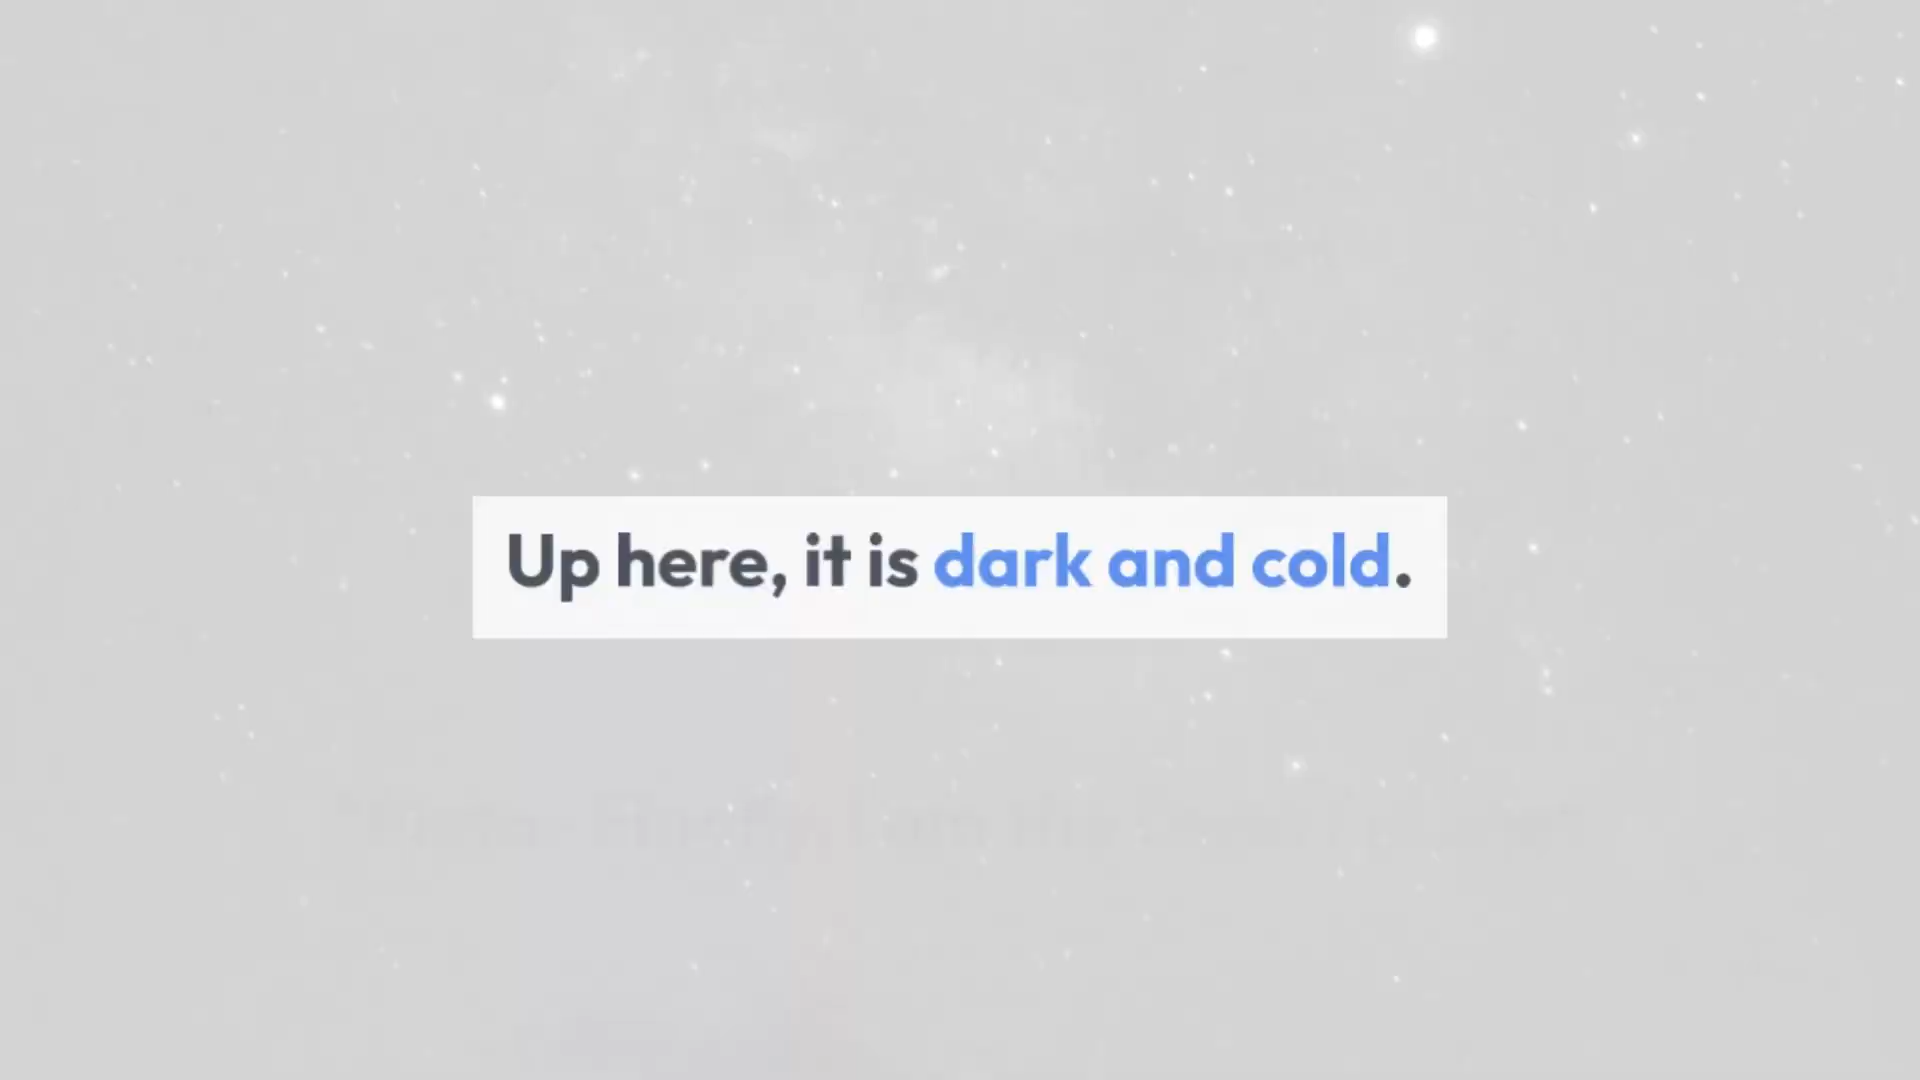 Up here, it is dark and cold.